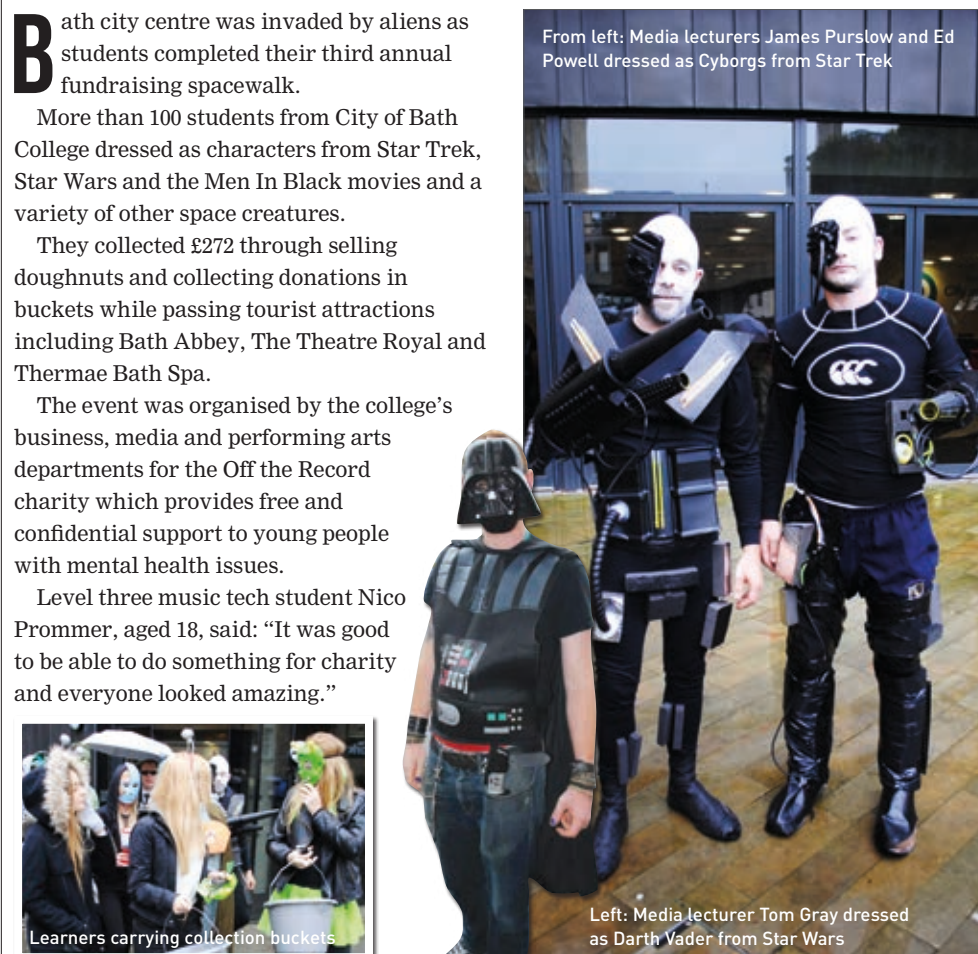 Bath city centre was invaded by aliens as
students completed their third annual
fundraising spacewalk.
More than 100 students from City of Bath
College dressed as characters from Star Trek,
Star Wars and the Men In Black movies and a
variety of other space creatures.
They collected £272 through selling
doughnuts and collecting donations in
buckets while passing tourist attractions
including Bath Abbey, The Theatre Royal and
Thermae Bath Spa.
The event was organised by the college’s
business, media and performing arts
departments for the Off the Record
charity which provides free and
confidential support to young people
with mental health issues.
Level three music tech student Nico
Prommer, aged 18, said: “It was good
to be able to do something for charity
and everyone looked amazing.”
Learners carrying collection buckets
From left: Media lecturers James Purslow and Ed
Powell dressed as Cyborgs from Star Trek
CCC
Left: Media lecturer Tom Gray dressed
as Darth Vader from Star Wars